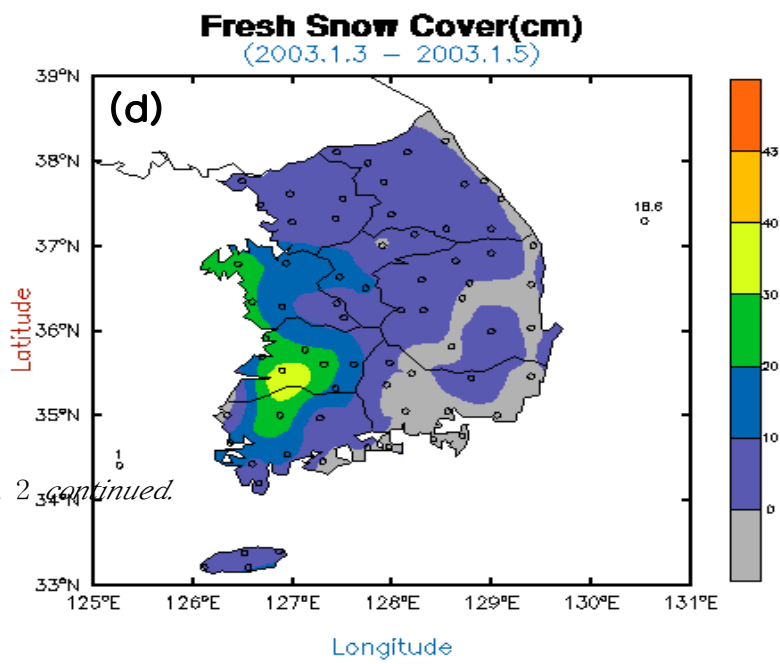 Fresh Snow Cover(cm)
(2003.1.3 – 2003.1.5)
(d)
39°N
38°N
37°N
36°N
35°N
34°N
33°N
Latitude
18.6
1
. 2 continued.
125°E 126°E 127°E 128°E 129°E 130°E 131°E
Longitude
43
40
30
20
10
0